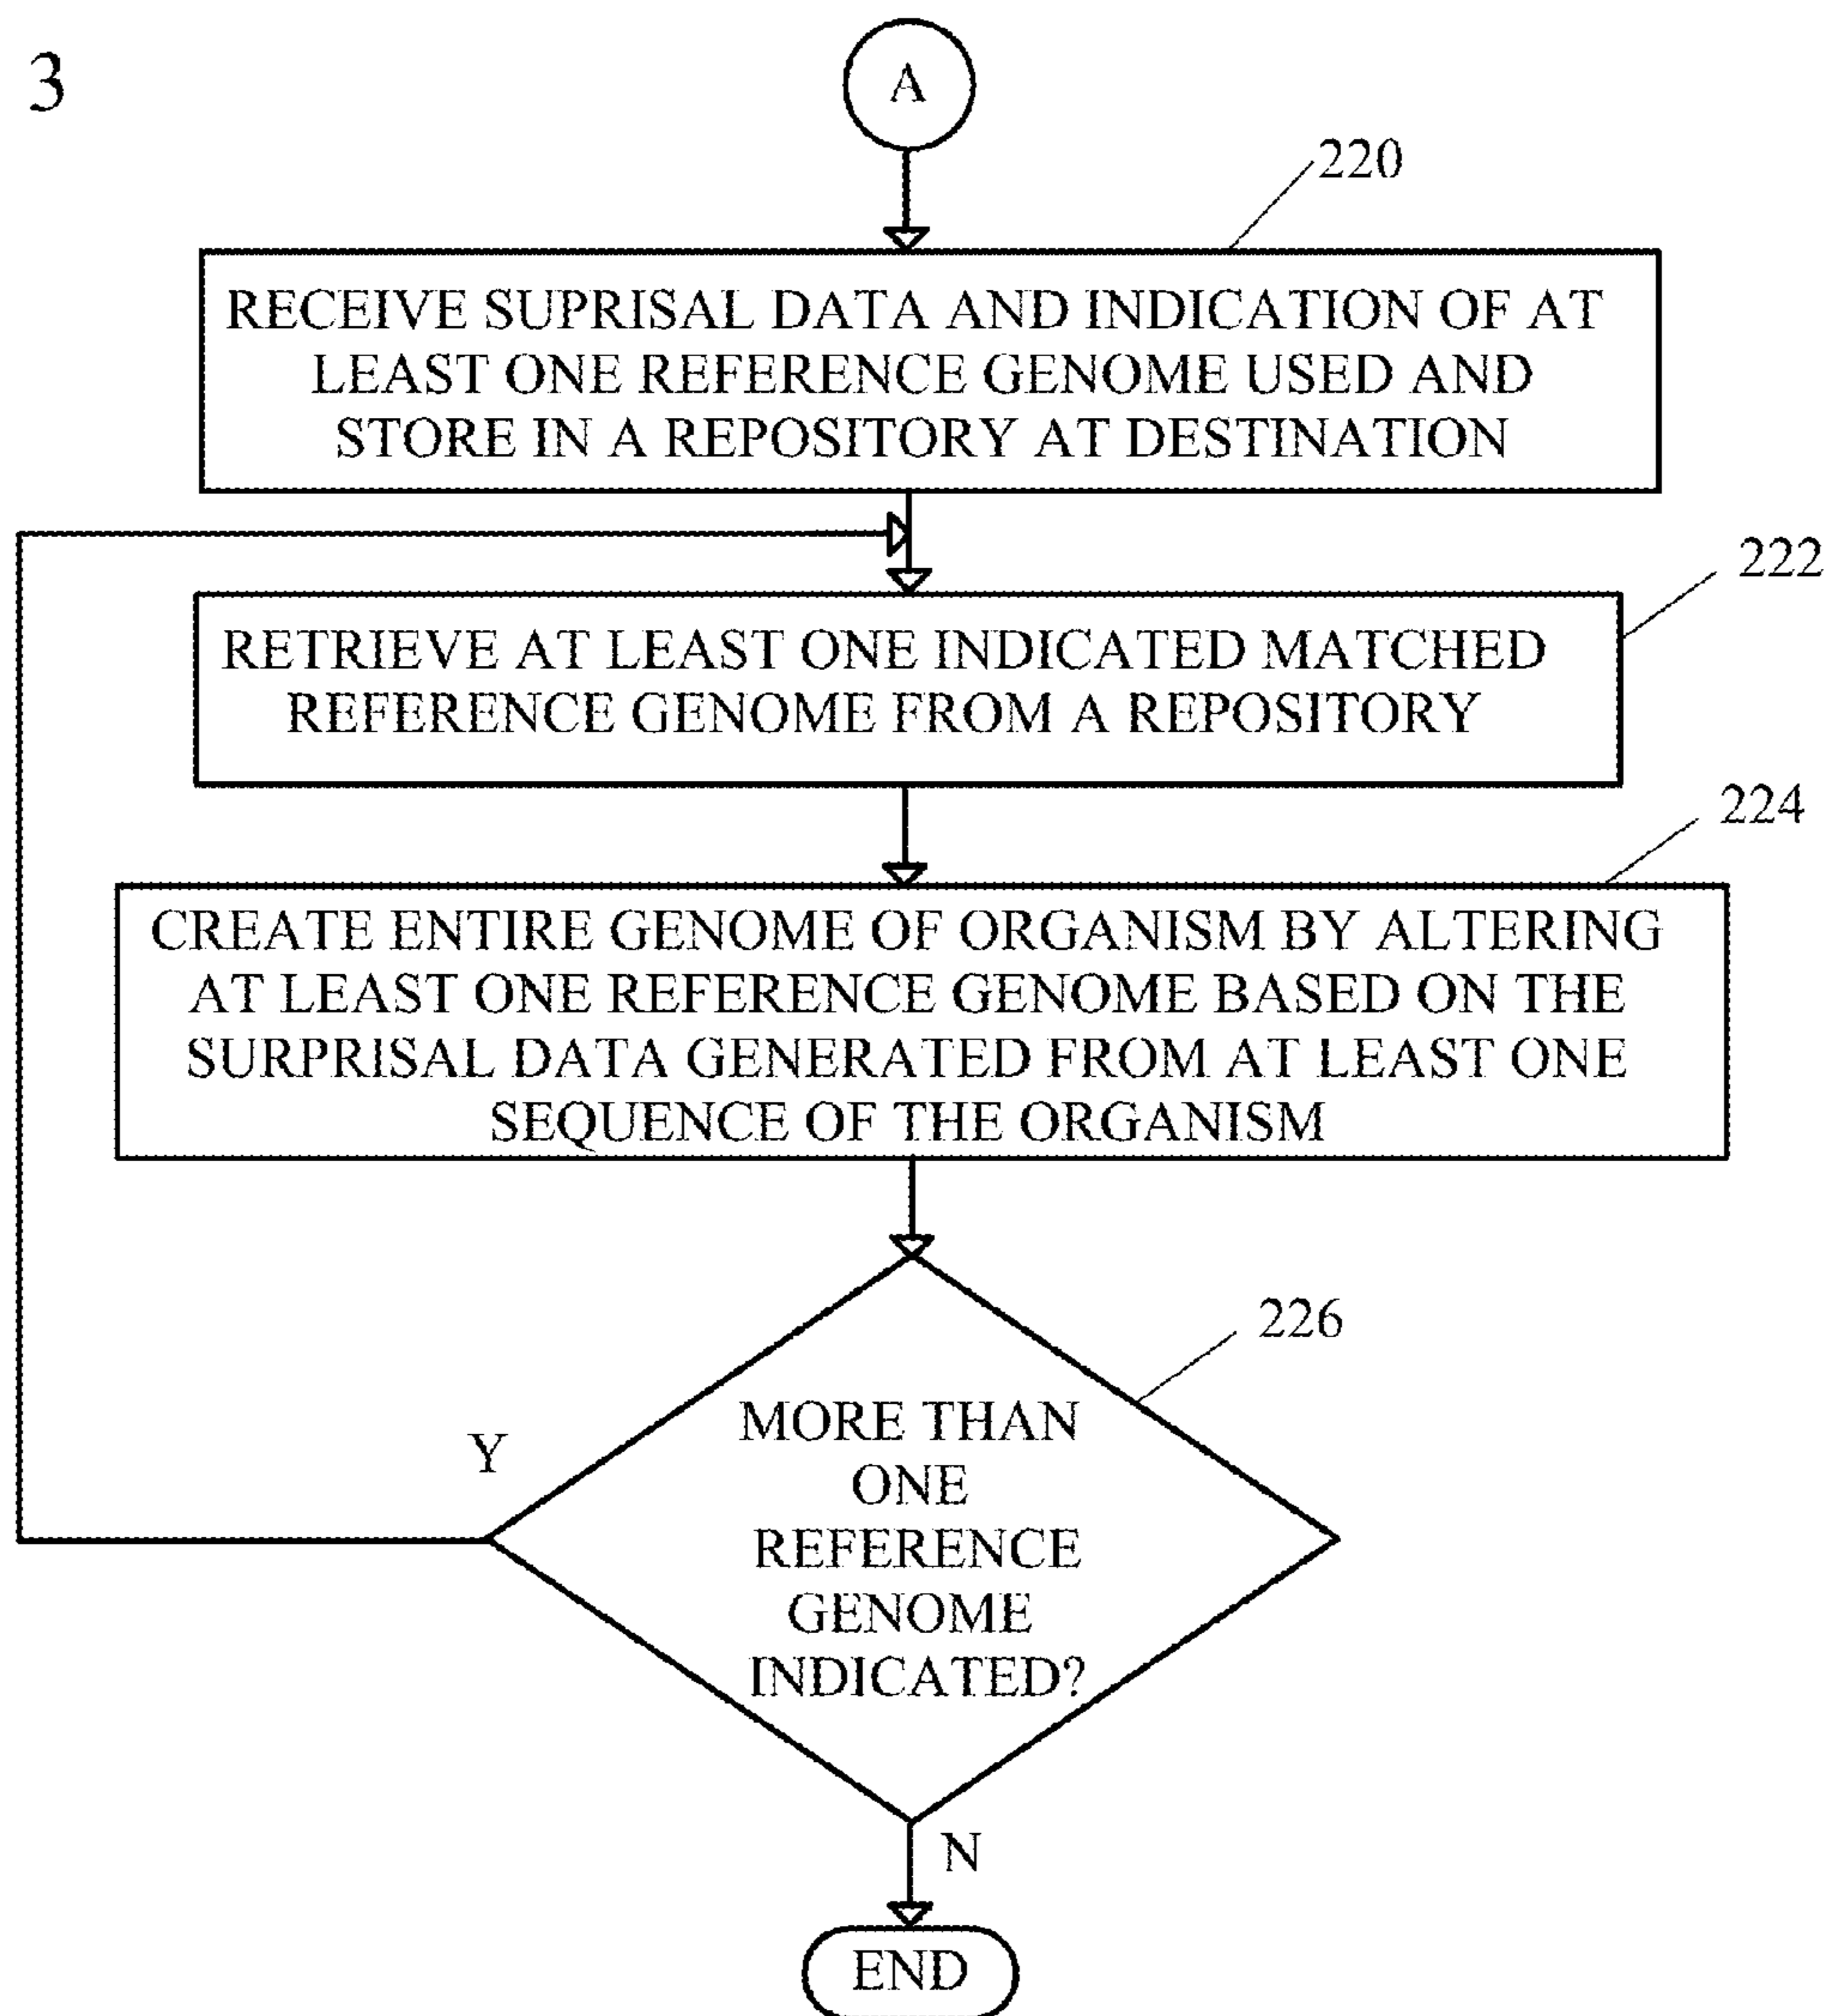 3
A
220
RECEIVE SUPRISAL DATA AND INDICATION OF AT
LEAST ONE REFERENCE GENOME USED AND
STORE IN A REPOSITORY AT DESTINATION
222
RETRIEVE AT LEAST ONE INDICATED MATCHED
REFERENCE GENOME FROM A REPOSITORY
224
CREATE ENTIRE GENOME OF ORGANISM BY ALTERING
AT LEAST ONE REFERENCE GENOME BASED ON THE
SURPRISAL DATA GENERATED FROM AT LEAST ONE
SEQUENCE OF THE ORGANISM
226
Y
MORE THAN
ONE
REFERENCE
GENOME
INDICATED?
N
END